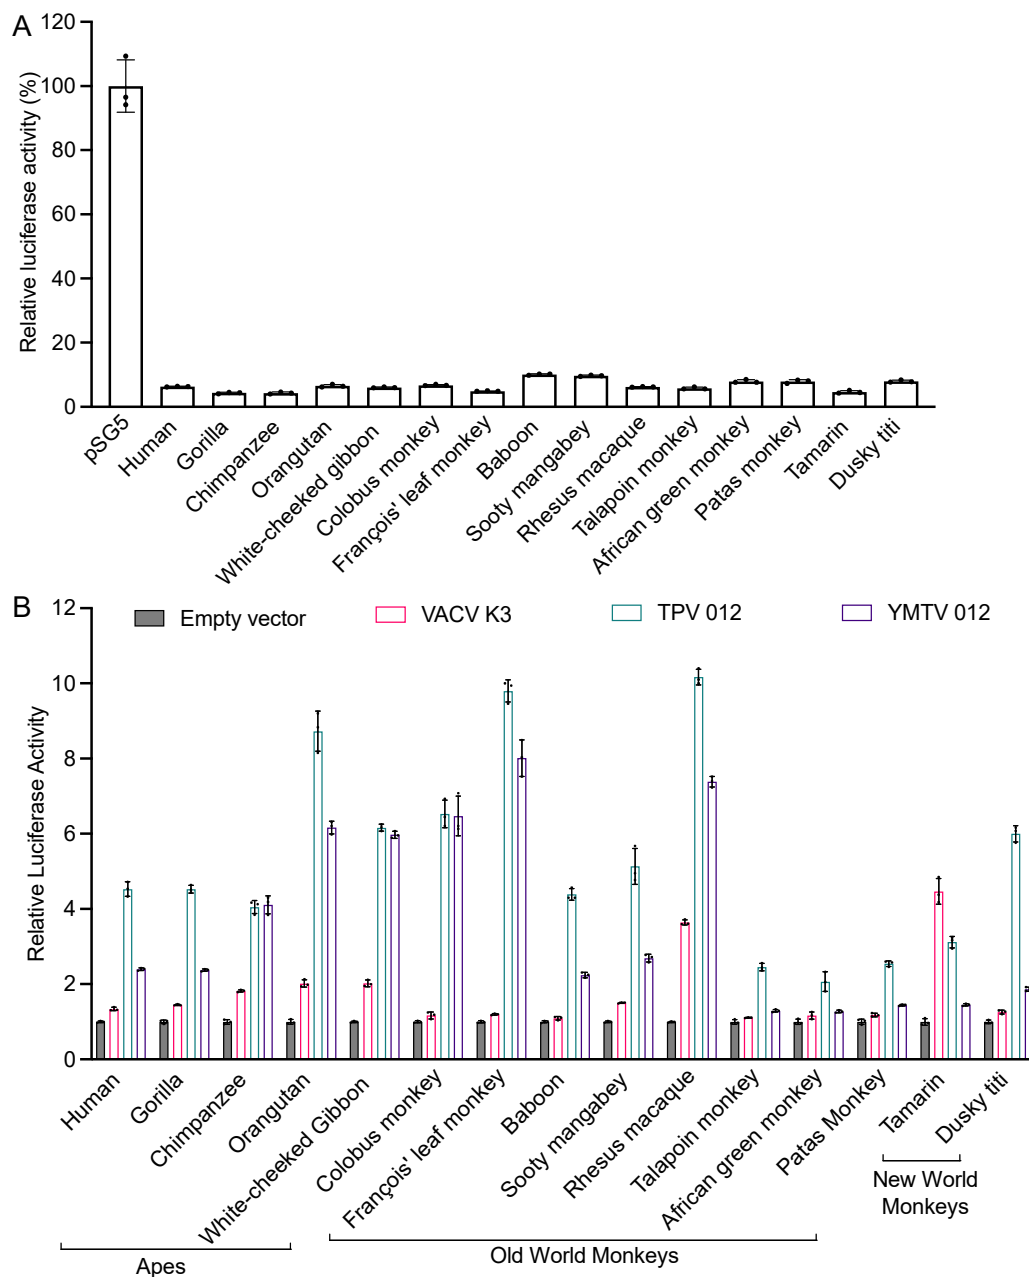 A
120
100
80
60
40
20
0
Relative luciferase activity (%)
pSG5
Human
Gorilla
Chimpanzee
Orangutan
White-cheeked gibbon
Colobus monkey
François' leaf monkey
Baboon
Sooty mangabey
Rhesus macaque
Talapoin monkey
African green monkey
Patas monkey
Tamarin
Dusky titi
B
Empty vector
VACV K3
TPV 012
YMTV 012
12
10
8
6
4
2
0
Relative Luciferase Activity
Human
Gorilla
Chimpanzee
Orangutan
White-cheeked Gibbon
Colobus monkey
François' leaf monkey
Baboon
Sooty mangabey
Rhesus macaque
Talapoin monkey
African green monkey
Patas Monkey
Tamarin
Dusky titi
Apes
Old World Monkeys
New World
Monkeys